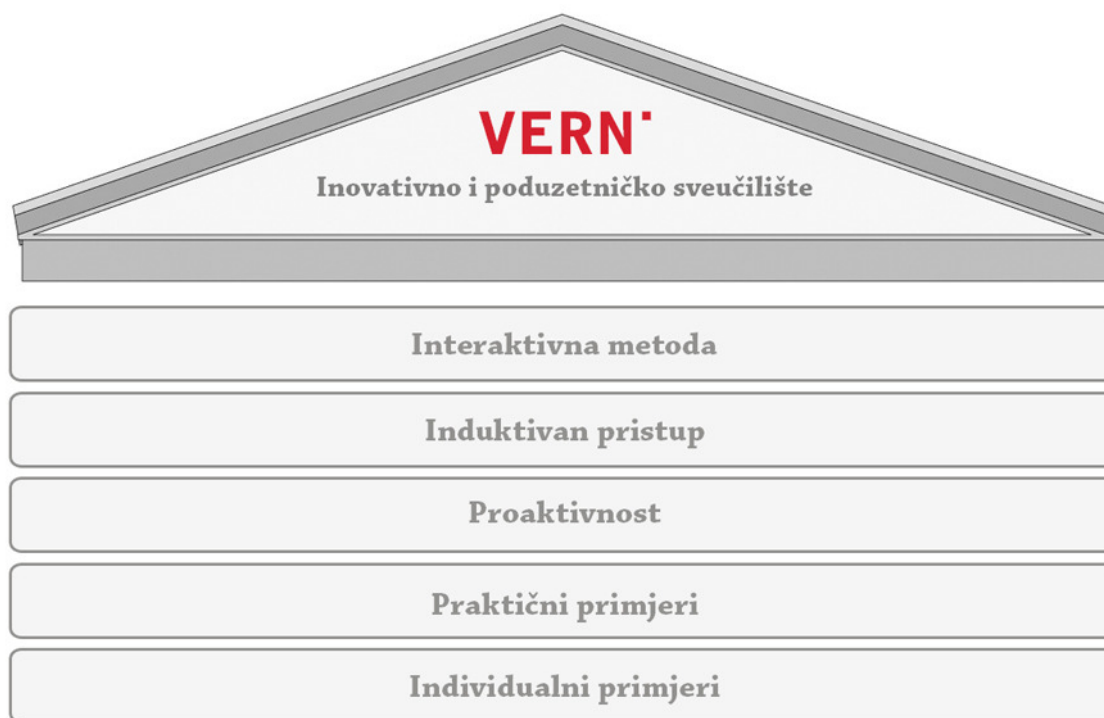 VERN'
Inovativno i poduzetničko sveučilište
Interaktivna metoda
Induktivan pristup
Proaktivnost
Praktični primjeri
Individualni primjeri